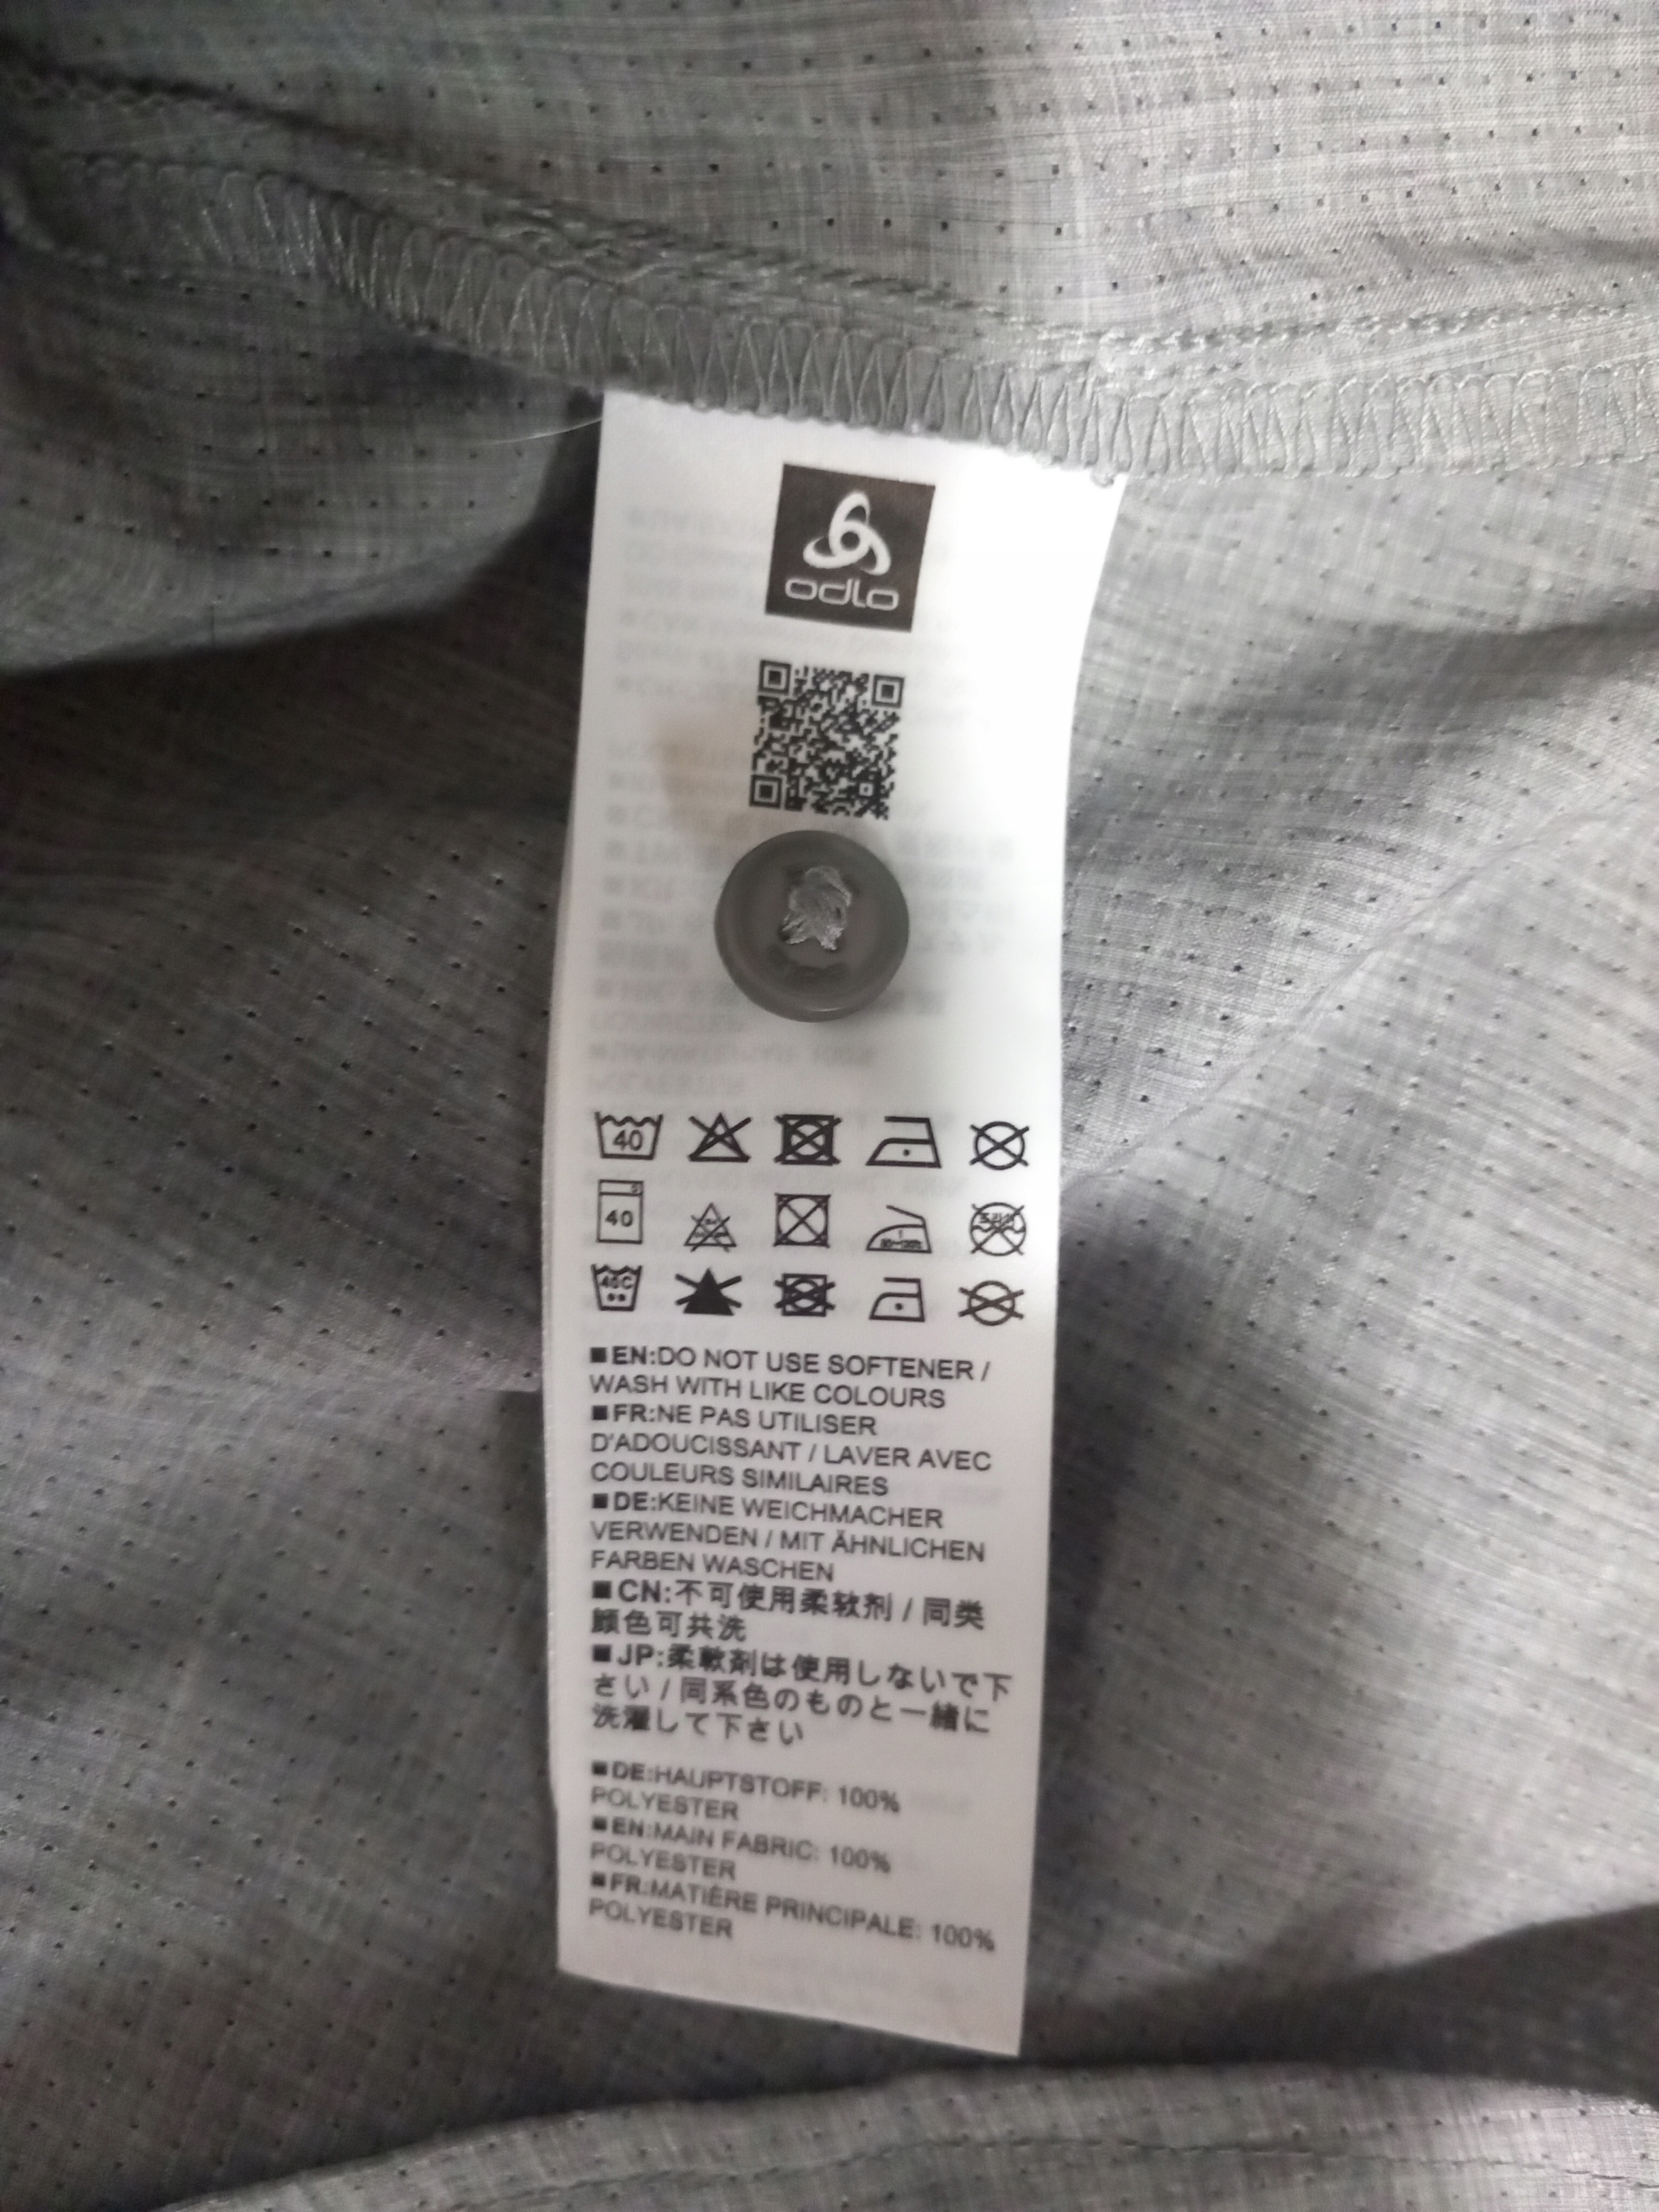 odlo
40
40
40C
■EN:DO NOT USE SOFTENER /
WASH WITH LIKE COLOURS
■FR:NE PAS UTILISER
D'ADOUCISSANT / LAVER AVEC
COULEURS SIMILAIRES
■DE:KEINE WEICHMACHER
VERWENDEN / MIT ÄHNLICHEN
FARBEN WASCHEN
■CN:不可使用柔软剂 / 同类
颜色可共洗
■JP:柔軟剤は使用しないで下
さい / 同系色のものと一緒に
洗濯して下さい
■DE:HAUPTSTOFF: 100%
POLYESTER
■EN:MAIN FABRIC: 100%
POLYESTER
■FR:MATIÈRE PRINCIPALE: 100%
POLYESTER